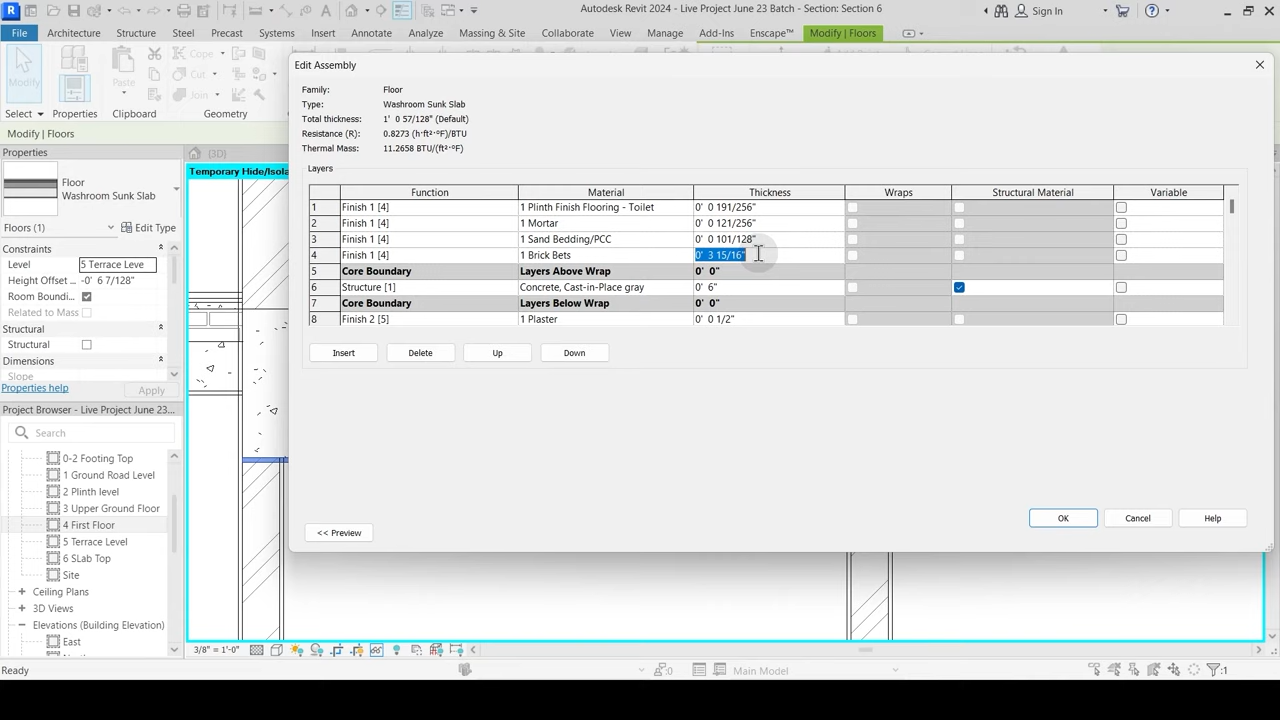 Autodesk Revit 2024 - Live Project June 23 Batch - Section: Section 6
Sign In
File Architecture Structure Steel Precast Systems Insert Annotate Analyze Massing & Site Collaborate View Manage Add-Ins Enscape™ Modify | Floors
Modify
Paste
Cope
Cut
Join
Select Properties Clipboard Geometry
Modify | Floors
Properties
(3D)
Floor
Washroom Sunk Slab
Floors (1) Edit Type
Level 5 Terrace Leve
Height Offset ... -0' 6 7/128"
Room Boundi...
Related to Mass
Structural
Structural
Dimensions
Slope
Properties help Apply
Project Browser - Live Project June 23...
Search
0-2 Footing Top
1 Ground Road Level
2 Plinth level
3 Upper Ground Floor
4 First Floor
5 Terrace Level
6 SLab Top
Site
Ceiling Plans
3D Views
Elevations (Building Elevation)
East
Temporary Hide/Isola
Edit Assembly
Family: Floor
Type: Washroom Sunk Slab
Total thickness: 1' 0 57/128" (Default)
Resistance (R): 0.8273 (h·ft²·°F)/BTU
Thermal Mass: 11.2658 BTU/(ft²·°F)
Layers
Function Material Thickness Wraps Structural Material Variable
1 Finish 1 [4] 1 Plinth Finish Flooring - Toilet 0' 0 191/256"
2 Finish 1 [4] 1 Mortar 0' 0 121/256"
3 Finish 1 [4] 1 Sand Bedding/PCC 0' 0 101/128"
4 Finish 1 [4] 1 Brick Bets 0' 3 15/16"
5 Core Boundary Layers Above Wrap 0' 0"
6 Structure [1] Concrete, Cast-in-Place gray 0' 6"
7 Core Boundary Layers Below Wrap 0' 0"
8 Finish 2 [5] 1 Plaster 0' 0 1/2"
Insert Delete Up Down
<< Preview OK Cancel Help
3/8" = 1'-0"
Ready :0 Main Model :1